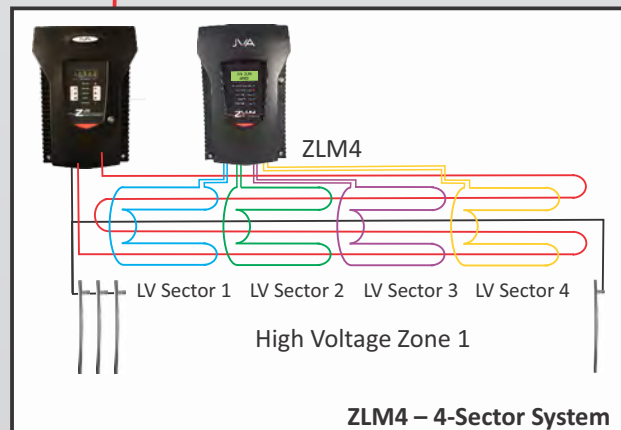 JVA
ZLM4
LV Sector 1 LV Sector 2 LV Sector 3 LV Sector 4
High Voltage Zone 1
ZLM4 – 4-Sector System